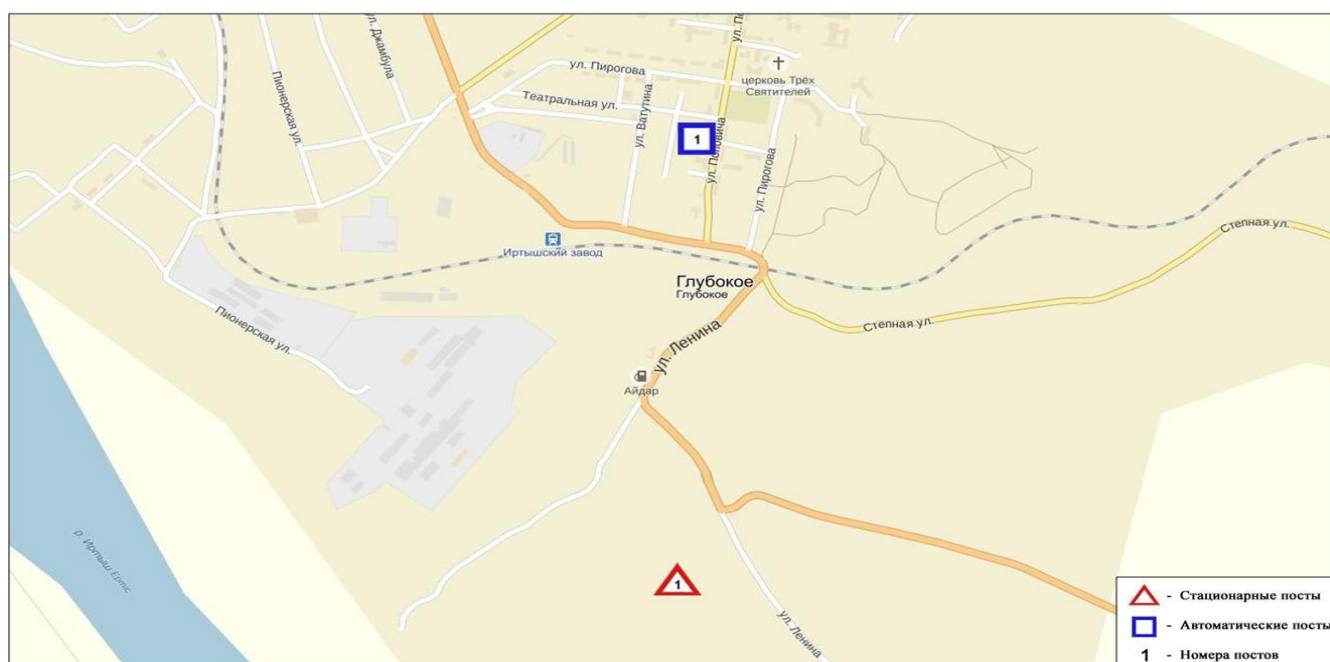 ул. По
ул. Джамбула
Пионерская ул.
ул. Пирогова
церковь Трёх
Святителей
Театральная ул.
ул. Ватутина
1
ул. Поповича
ул. Пирогова
Степная ул.
Иртышский завод
Глубокое
Глубокое
Степная ул.
Пионерская ул.
ул. Ленина
Айдар
р. Иртыш Ертіс
1
ул. Ленина
- Стационарные посты
- Автоматические посты
1 - Номера постов